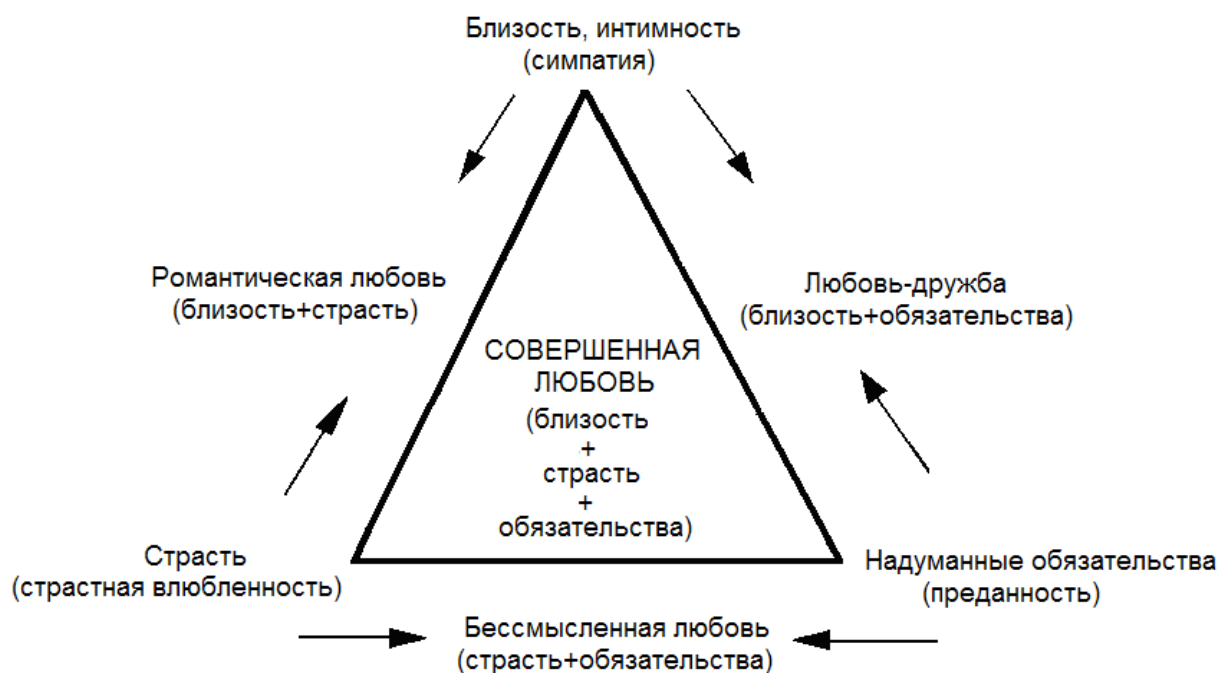 Близость, интимность
(симпатия)
Романтическая любовь
(близость+страсть)
Любовь-дружба
(близость+обязательства)
СОВЕРШЕННАЯ
ЛЮБОВЬ
(близость
+
страсть
+
обязательства)
Страсть
(страстная влюбленность)
Надуманные обязательства
(преданность)
Бессмысленная любовь
(страсть+обязательства)